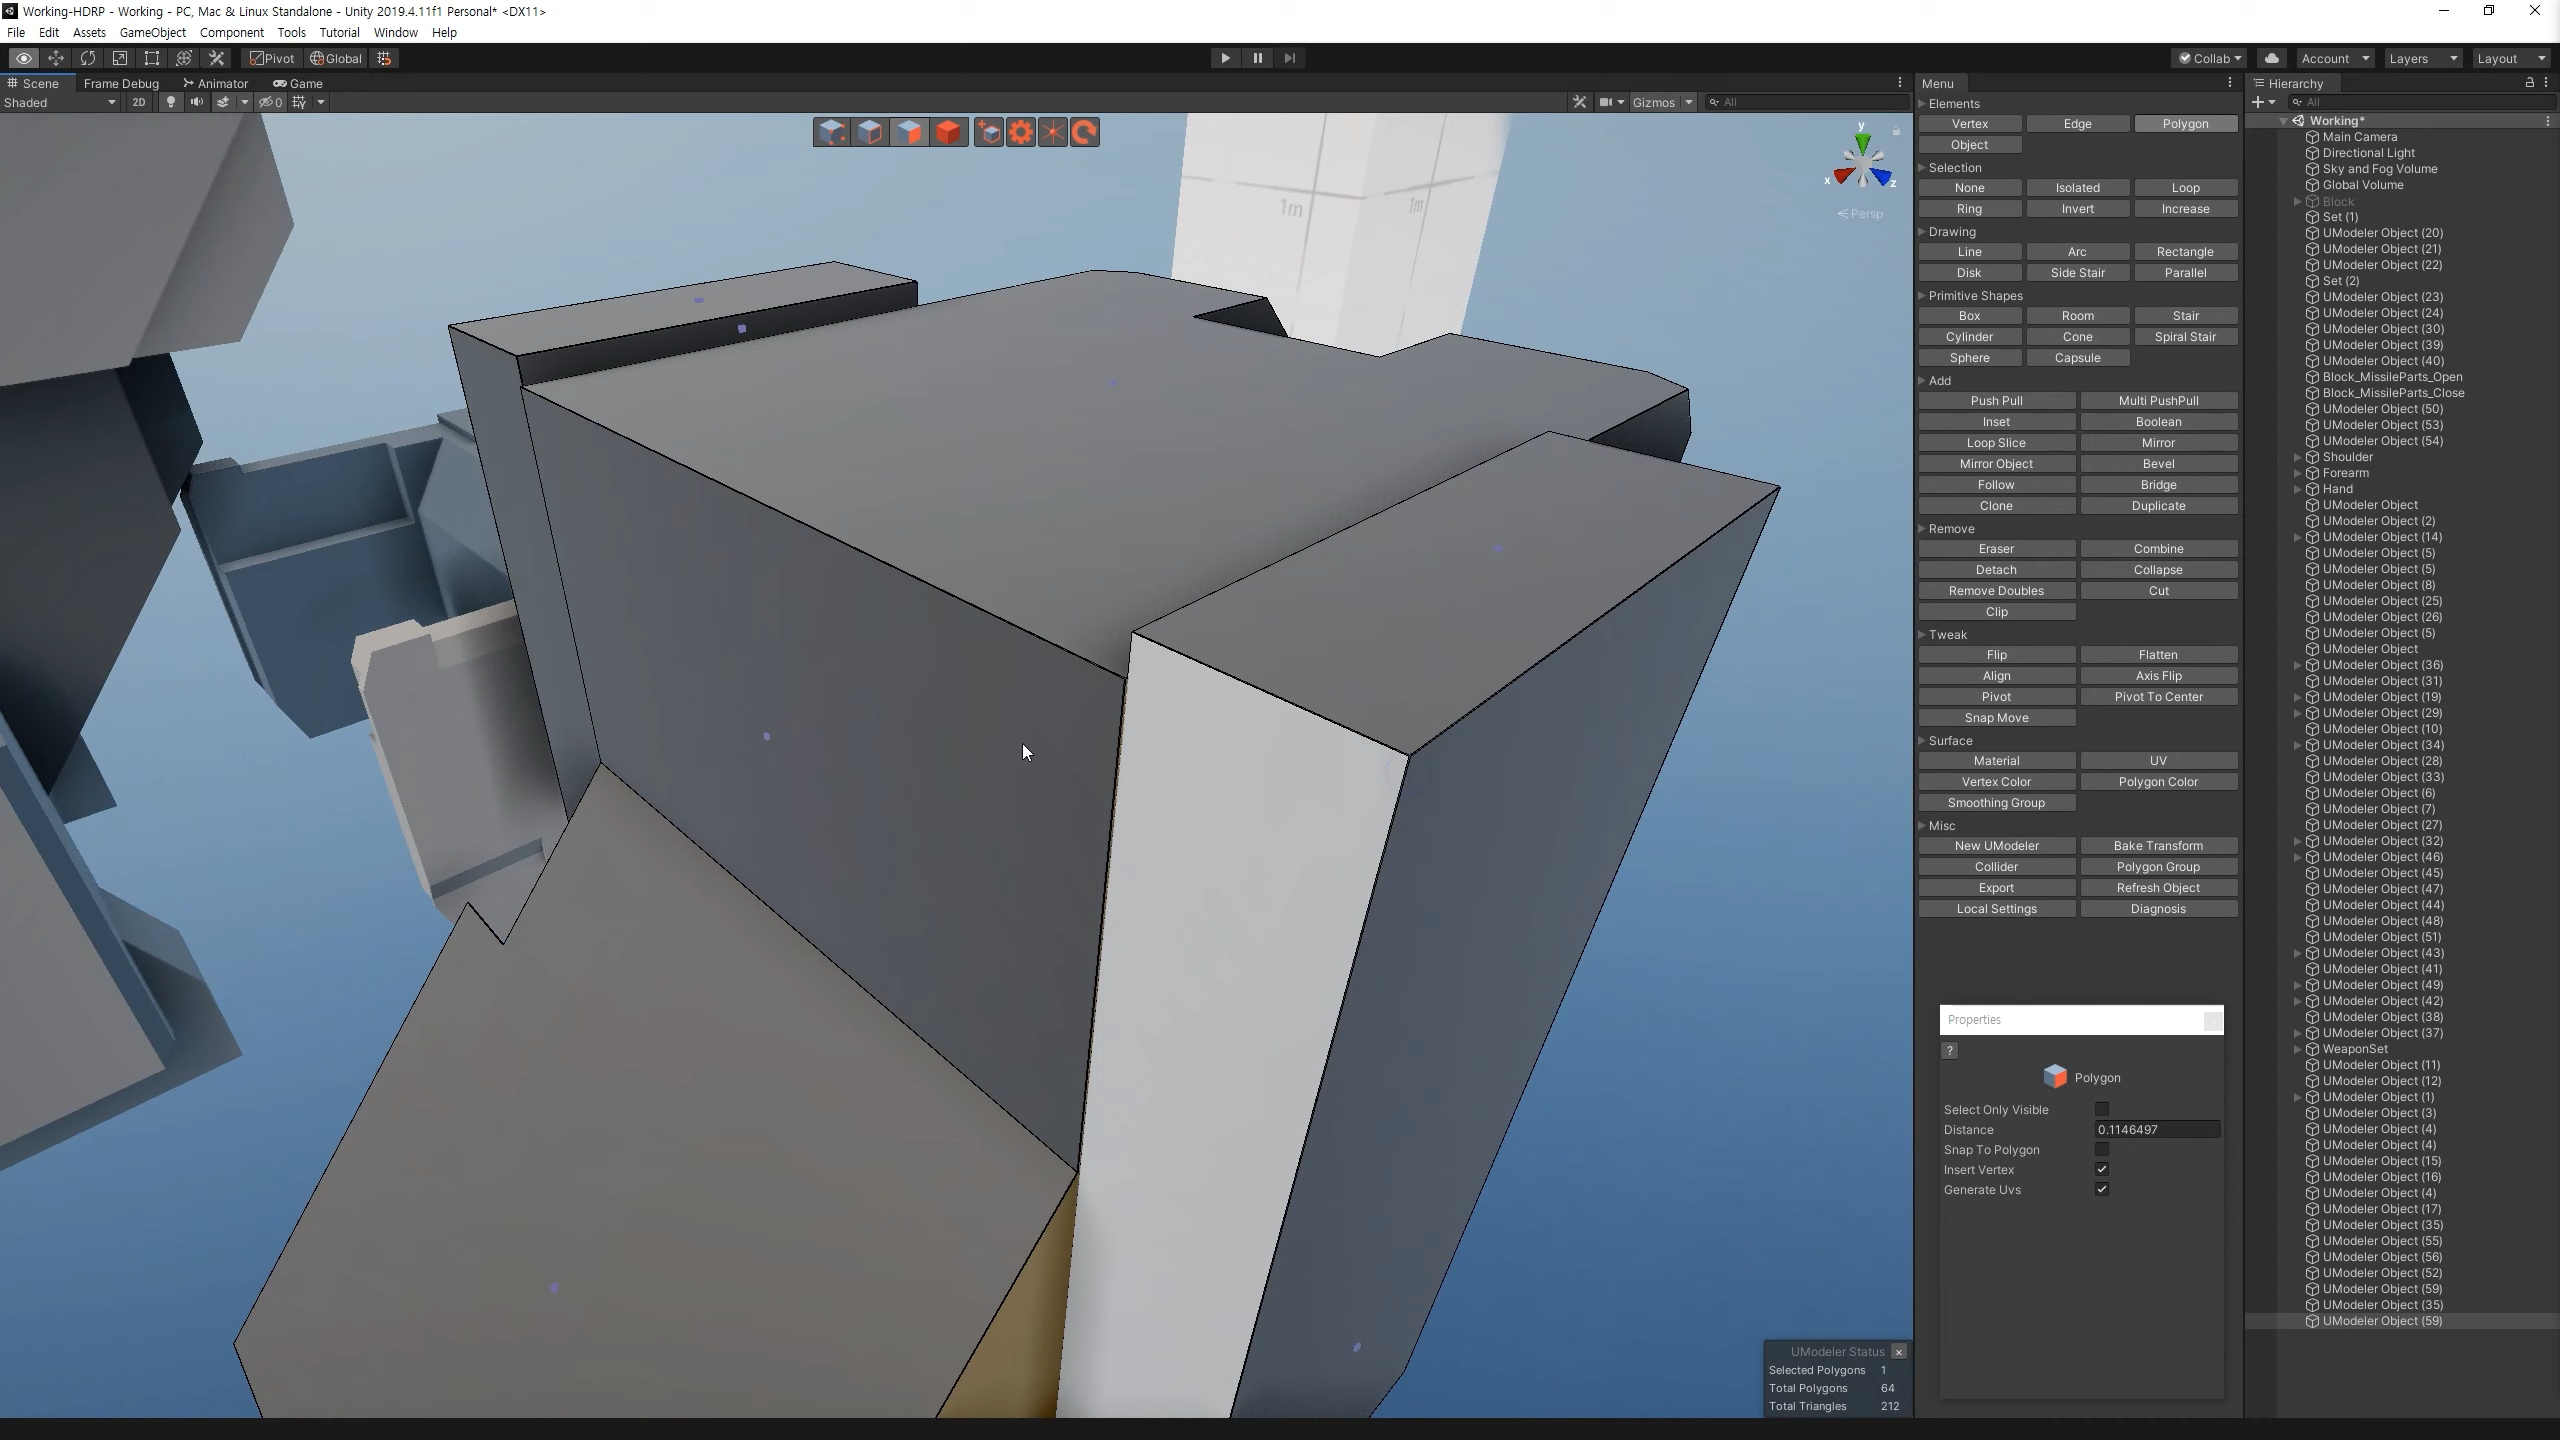 Working-HDRP - Working - PC, Mac & Linux Standalone - Unity 2019.4.11f1 Personal* <DX11>
File Edit Assets GameObject Component Tools Tutorial Window Help
Pivot Global Collab Account Layers Layout
Scene Frame Debug Animator Game
Shaded 2D 0 Gizmos All
1m 1m
y
x z
Persp
Menu
Elements
Vertex Edge Polygon
Object
Selection
None Isolated Loop
Ring Invert Increase
Drawing
Line Arc Rectangle
Disk Side Stair Parallel
Primitive Shapes
Box Room Stair
Cylinder Cone Spiral Stair
Sphere Capsule
Add
Push Pull Multi PushPull
Inset Boolean
Loop Slice Mirror
Mirror Object Bevel
Follow Bridge
Clone Duplicate
Remove
Eraser Combine
Detach Collapse
Remove Doubles Cut
Clip
Tweak
Flip Flatten
Align Axis Flip
Pivot Pivot To Center
Snap Move
Surface
Material UV
Vertex Color Polygon Color
Smoothing Group
Misc
New UModeler Bake Transform
Collider Polygon Group
Export Refresh Object
Local Settings Diagnosis
Properties
?
Polygon
Select Only Visible
Distance 0.1146497
Snap To Polygon
Insert Vertex
Generate Uvs
UModeler Status
Selected Polygons 1
Total Polygons 64
Total Triangles 212
Hierarchy
All
Working*
Main Camera
Directional Light
Sky and Fog Volume
Global Volume
Block
Set (1)
UModeler Object (20)
UModeler Object (21)
UModeler Object (22)
Set (2)
UModeler Object (23)
UModeler Object (24)
UModeler Object (30)
UModeler Object (39)
UModeler Object (40)
Block_MissileParts_Open
Block_MissileParts_Close
UModeler Object (50)
UModeler Object (53)
UModeler Object (54)
Shoulder
Forearm
Hand
UModeler Object
UModeler Object (2)
UModeler Object (14)
UModeler Object (5)
UModeler Object (5)
UModeler Object (8)
UModeler Object (25)
UModeler Object (26)
UModeler Object (5)
UModeler Object
UModeler Object (36)
UModeler Object (31)
UModeler Object (19)
UModeler Object (29)
UModeler Object (10)
UModeler Object (34)
UModeler Object (28)
UModeler Object (33)
UModeler Object (6)
UModeler Object (7)
UModeler Object (27)
UModeler Object (32)
UModeler Object (46)
UModeler Object (45)
UModeler Object (47)
UModeler Object (44)
UModeler Object (48)
UModeler Object (51)
UModeler Object (43)
UModeler Object (41)
UModeler Object (49)
UModeler Object (42)
UModeler Object (38)
UModeler Object (37)
WeaponSet
UModeler Object (11)
UModeler Object (12)
UModeler Object (1)
UModeler Object (3)
UModeler Object (4)
UModeler Object (4)
UModeler Object (15)
UModeler Object (16)
UModeler Object (4)
UModeler Object (17)
UModeler Object (35)
UModeler Object (55)
UModeler Object (56)
UModeler Object (52)
UModeler Object (59)
UModeler Object (35)
UModeler Object (59)